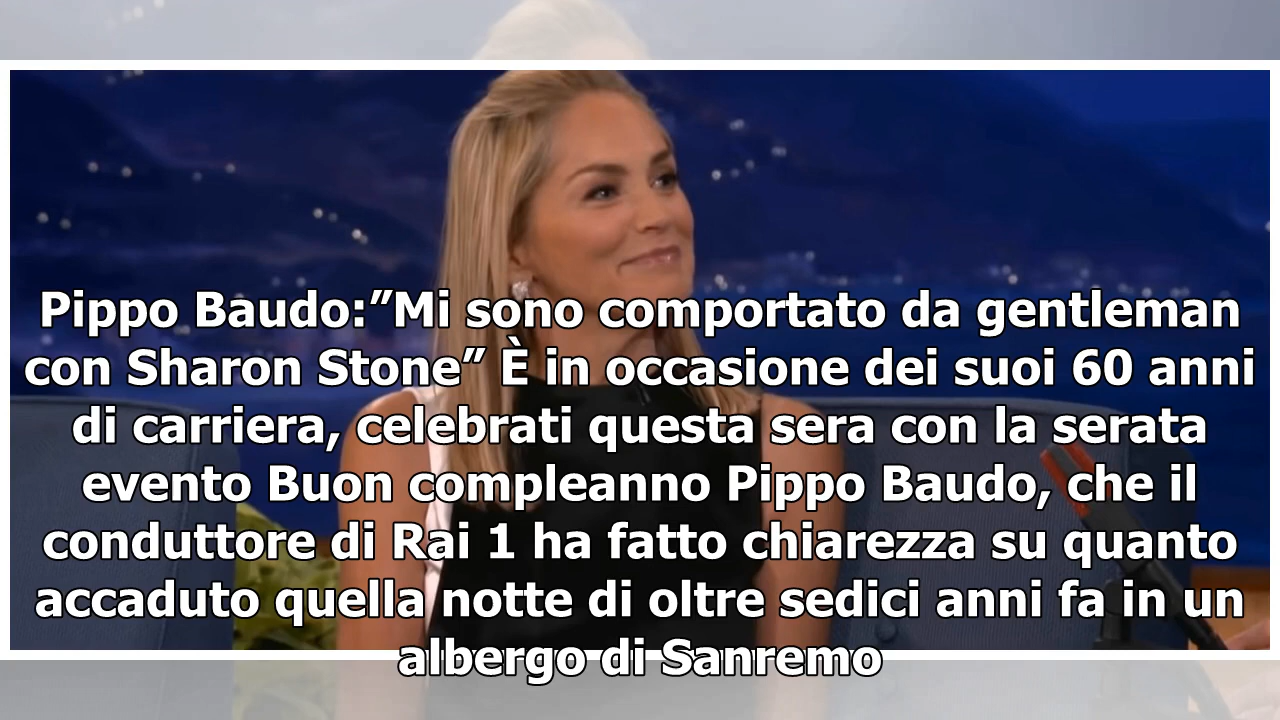 Pippo Baudo:”Mi sono comportato da gentleman
con Sharon Stone” È in occasione dei suoi 60 anni
di carriera, celebrati questa sera con la serata
evento Buon compleanno Pippo Baudo, che il
conduttore di Rai 1 ha fatto chiarezza su quanto
accaduto quella notte di oltre sedici anni fa in un
albergo di Sanremo